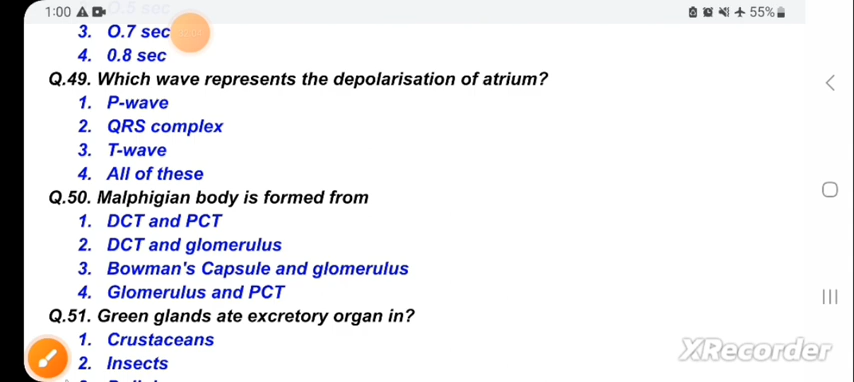 1:00 55%
0.5 sec
3. O.7 sec
4. 0.8 sec
Q.49. Which wave represents the depolarisation of atrium?
1. P-wave
2. QRS complex
3. T-wave
4. All of these
Q.50. Malphigian body is formed from
1. DCT and PCT
2. DCT and glomerulus
3. Bowman's Capsule and glomerulus
4. Glomerulus and PCT
Q.51. Green glands ate excretory organ in?
1. Crustaceans
2. Insects
XRecorder